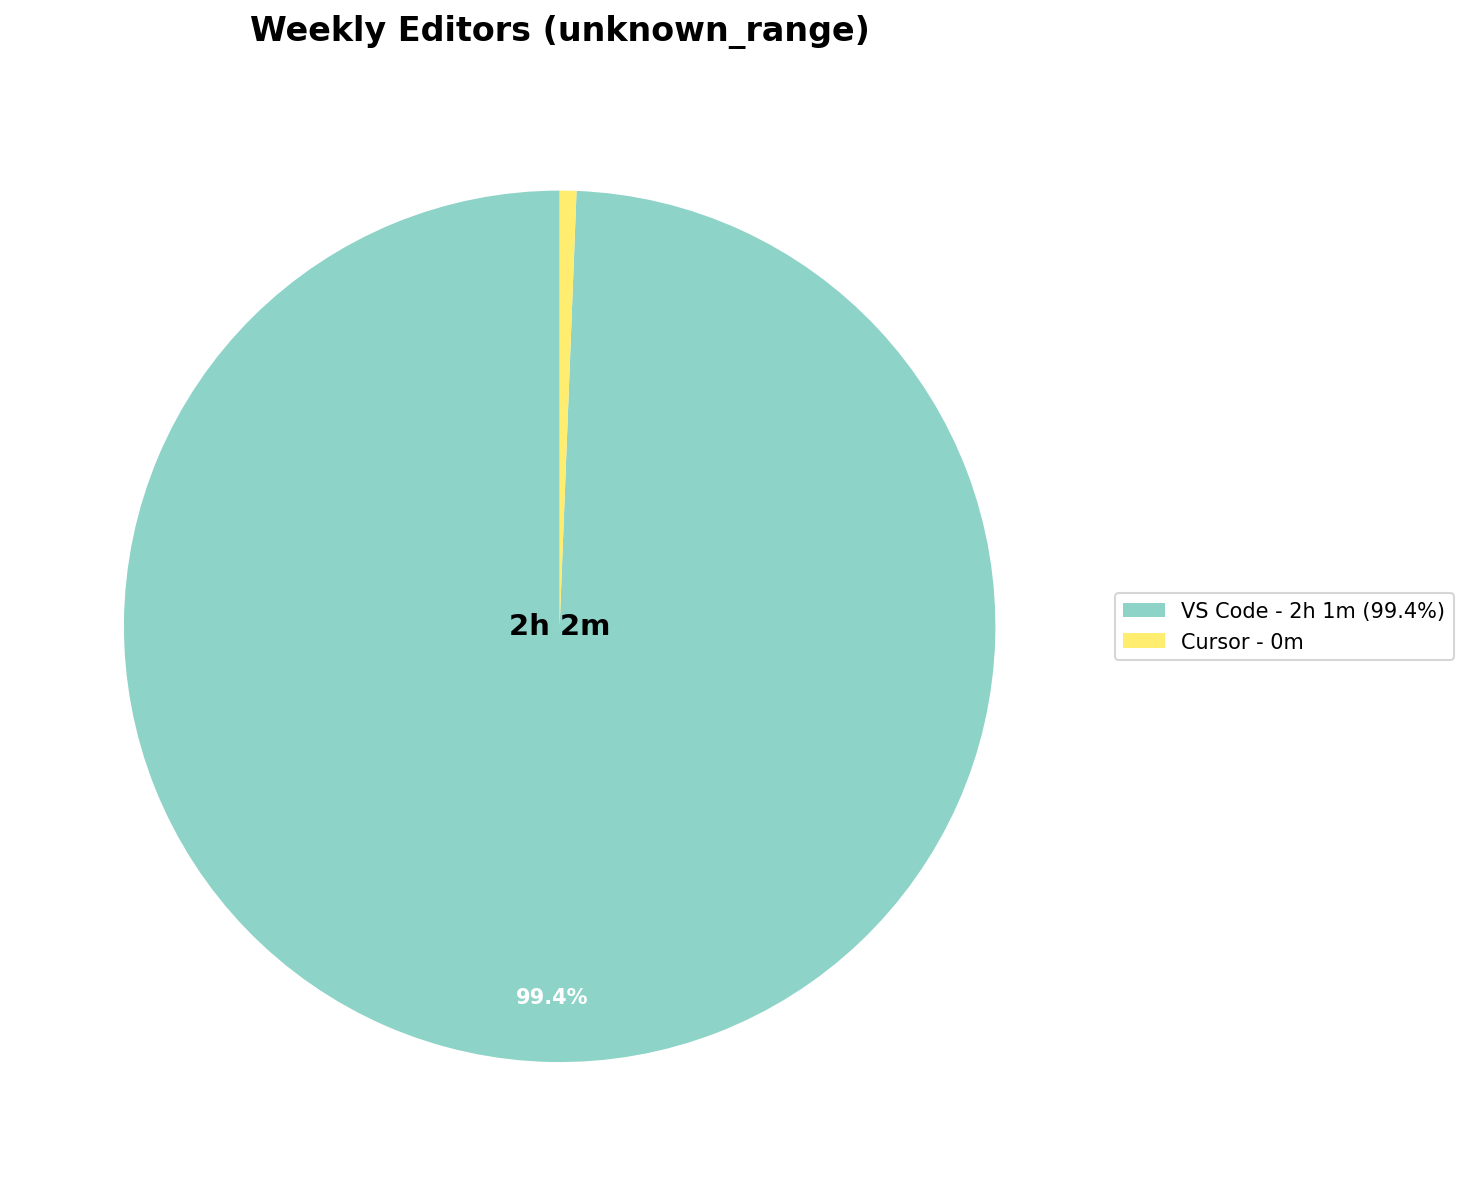 Weekly Editors (unknown_range)
2h 2m
VS Code - 2h 1m (99.4%)
Cursor - 0m
99.4%